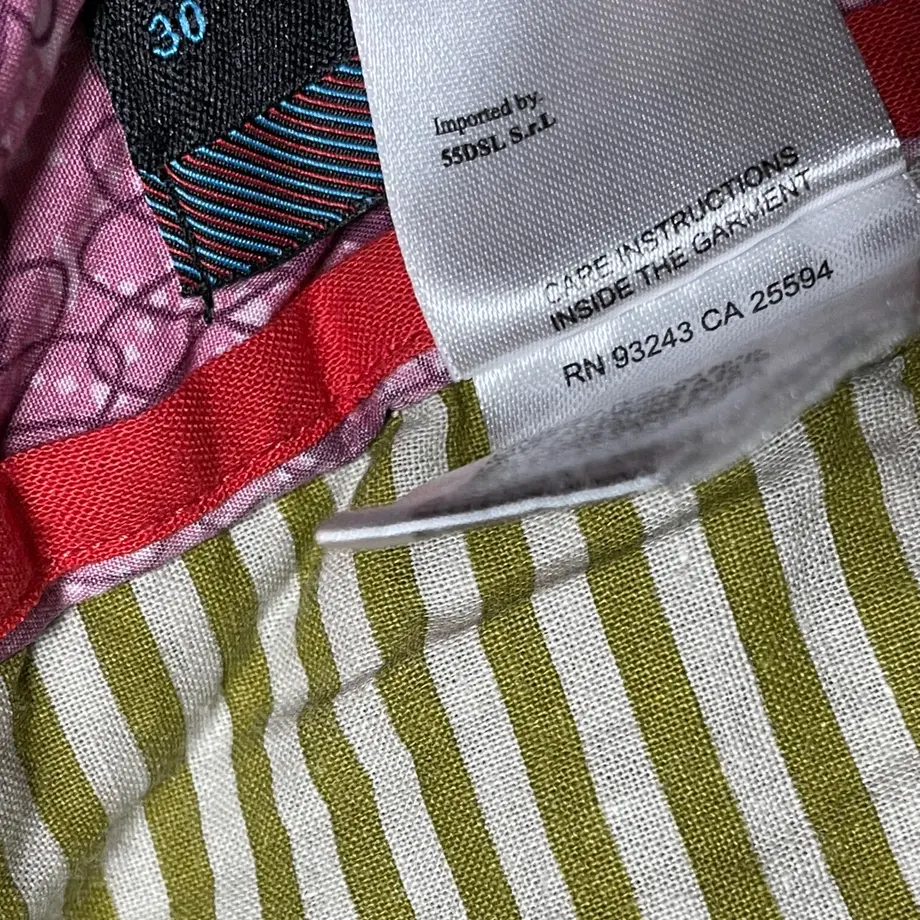 30
Imported by:
55DSL S.r.L
CARE INSTRUCTIONS
INSIDE THE GARMENT
RN 93243 CA 25594